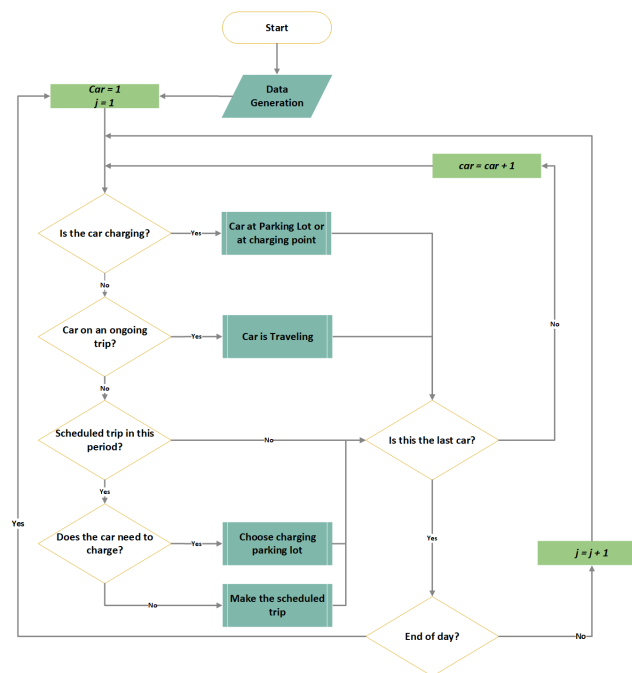 Start
Car = 1
j = 1
Data
Generation
car = car + 1
Is the car charging?
Yes
Car at Parking Lot or
at charging point
No
Car on an ongoing
trip?
Yes
Car is Traveling
No
No
Scheduled trip in this
period?
No
Is this the last car?
Yes
Does the car need to
charge?
Yes
Choose charging
parking lot
Yes
Yes
j = j + 1
No
Make the scheduled
trip
End of day?
No